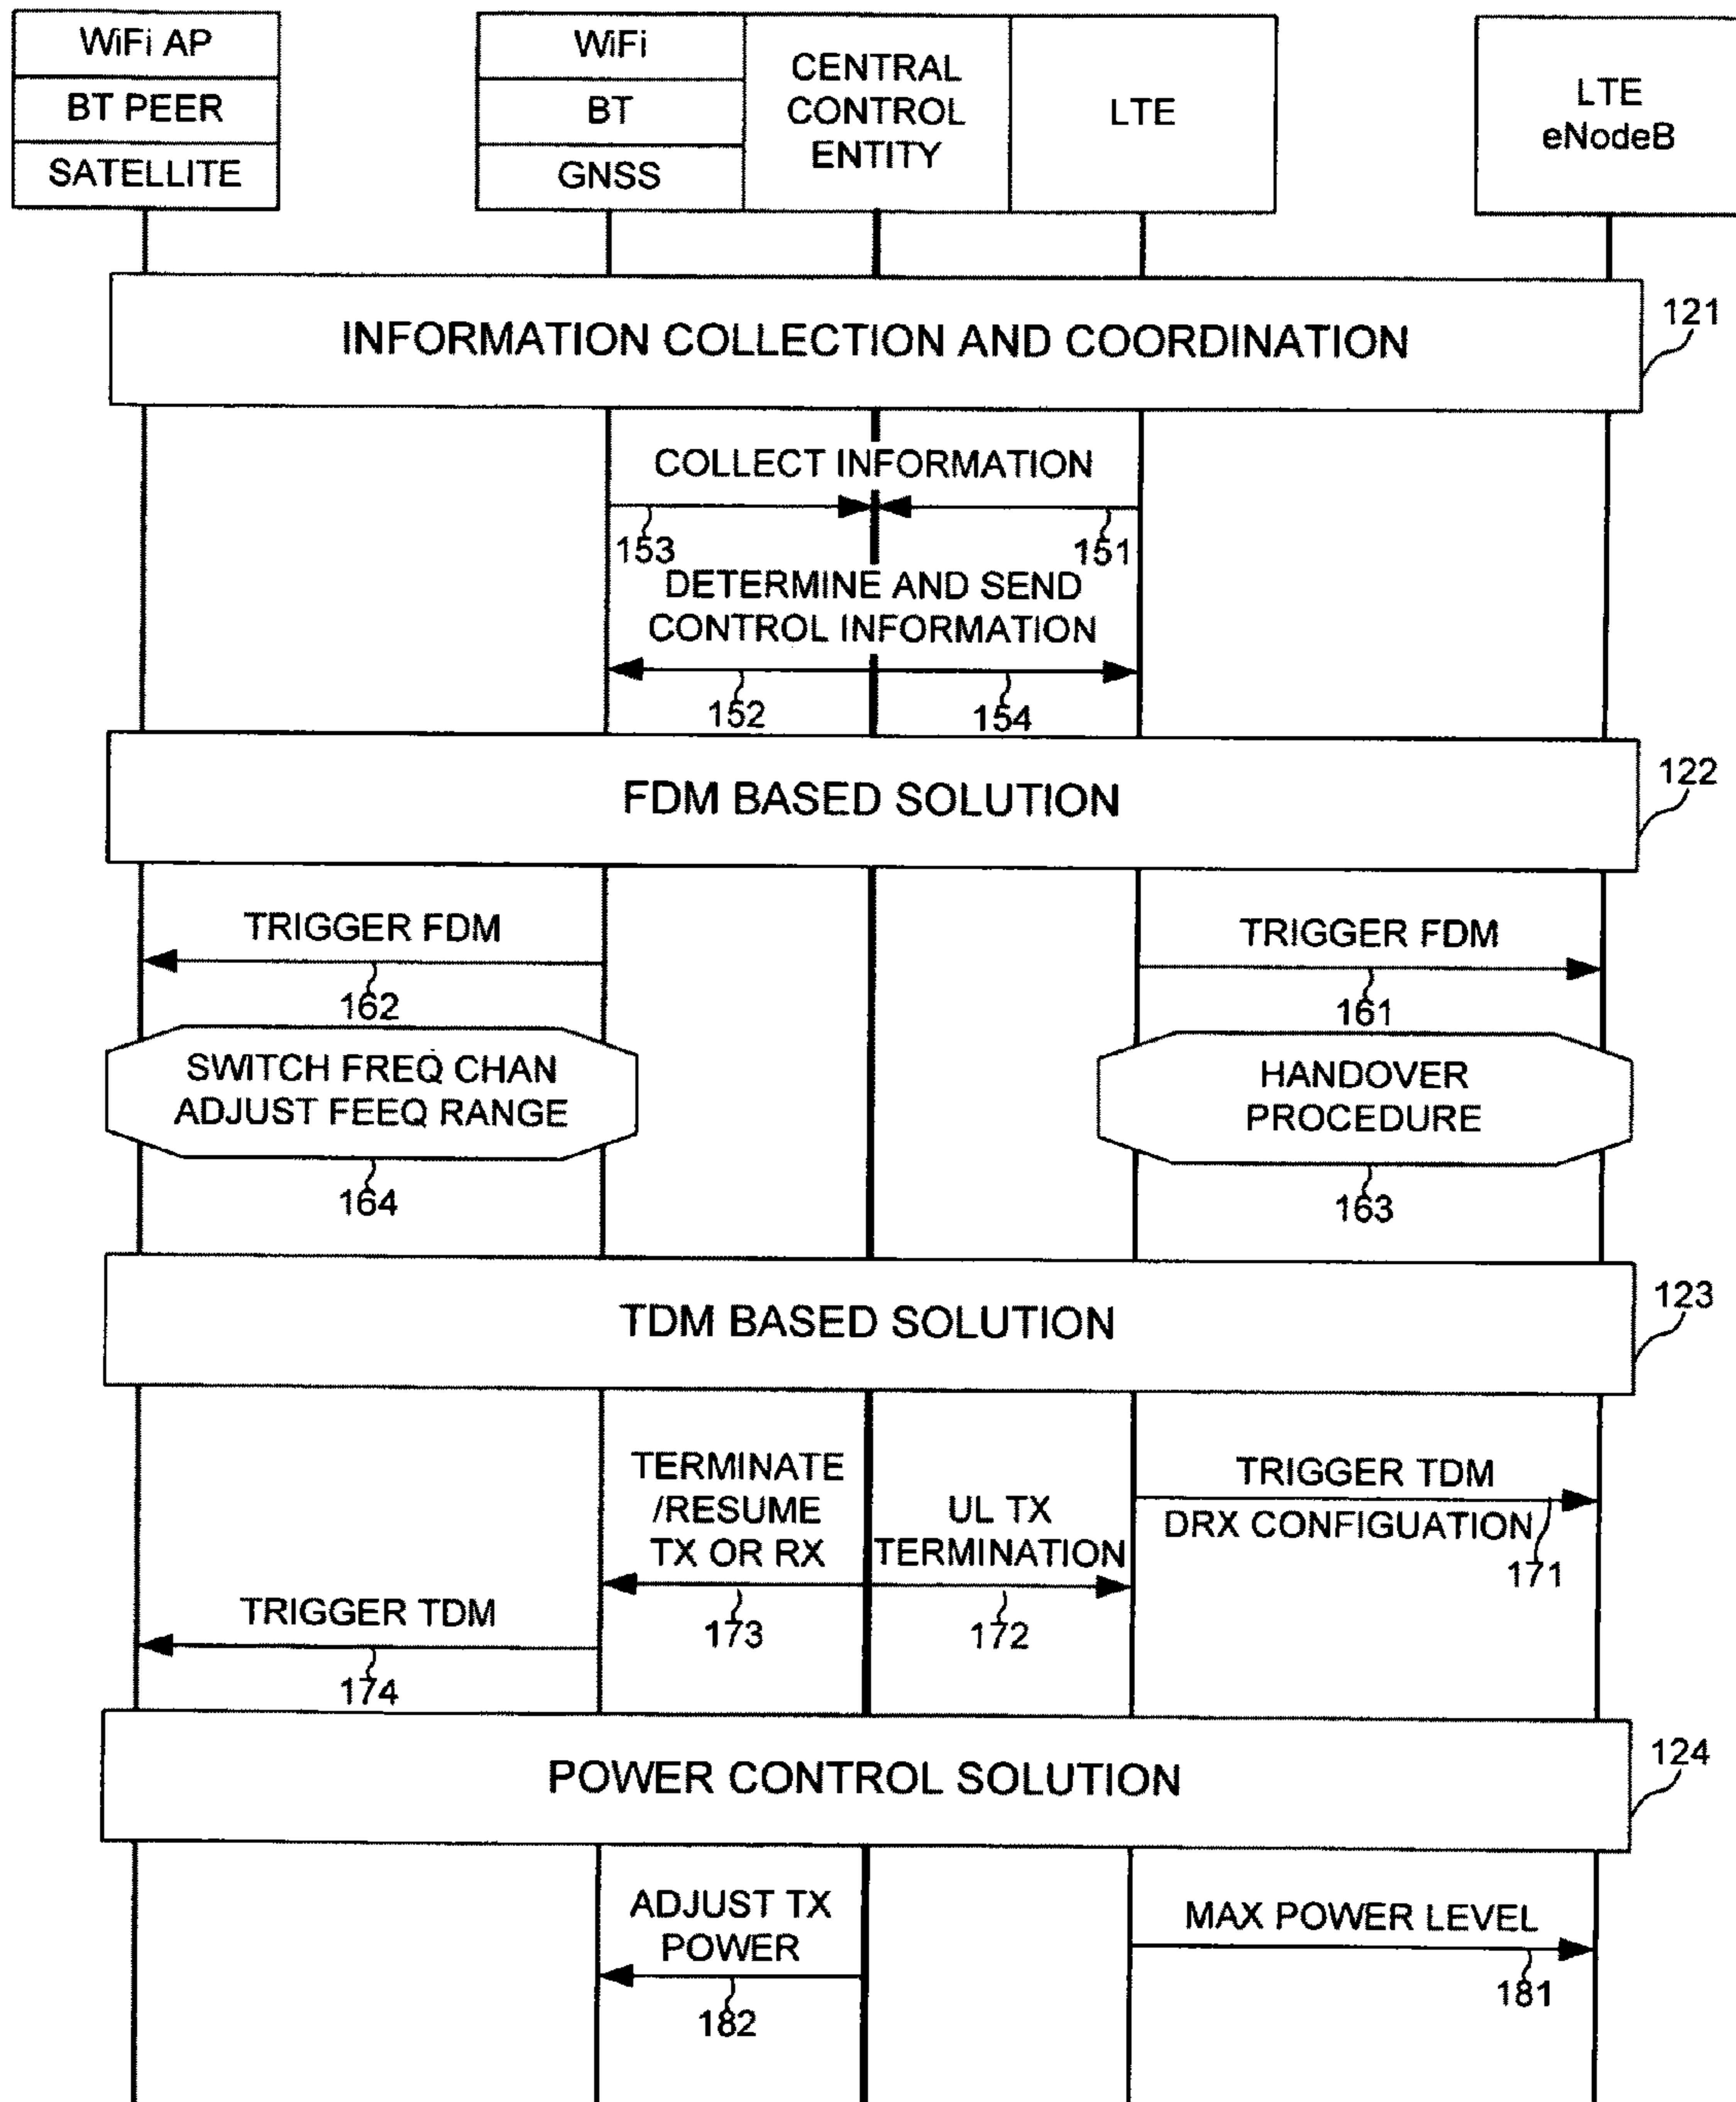 WiFi AP
BT PEER
SATELLITE
WiFi
BT
GNSS
CENTRAL
CONTROL
ENTITY
LTE
LTE
eNodeB
INFORMATION COLLECTION AND COORDINATION
121
COLLECT INFORMATION
153
151
DETERMINE AND SEND
CONTROL INFORMATION
152
154
FDM BASED SOLUTION
122
TRIGGER FDM
162
TRIGGER FDM
161
SWITCH FREQ CHAN
ADJUST FEEQ RANGE
164
HANDOVER
PROCEDURE
163
TDM BASED SOLUTION
123
TERMINATE
/RESUME
TX OR RX
173
UL TX
TERMINATION
172
TRIGGER TDM
DRX CONFIGUATION
171
TRIGGER TDM
174
POWER CONTROL SOLUTION
124
ADJUST TX
POWER
182
MAX POWER LEVEL
181